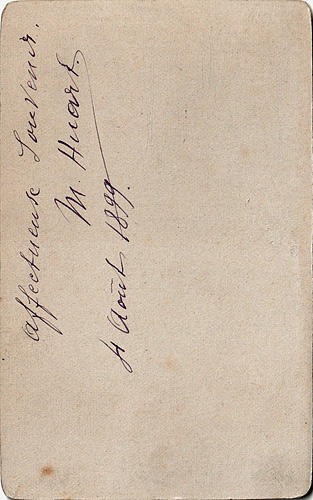 affectueux Souvenir.
M. Huart.
4 Août 1899.